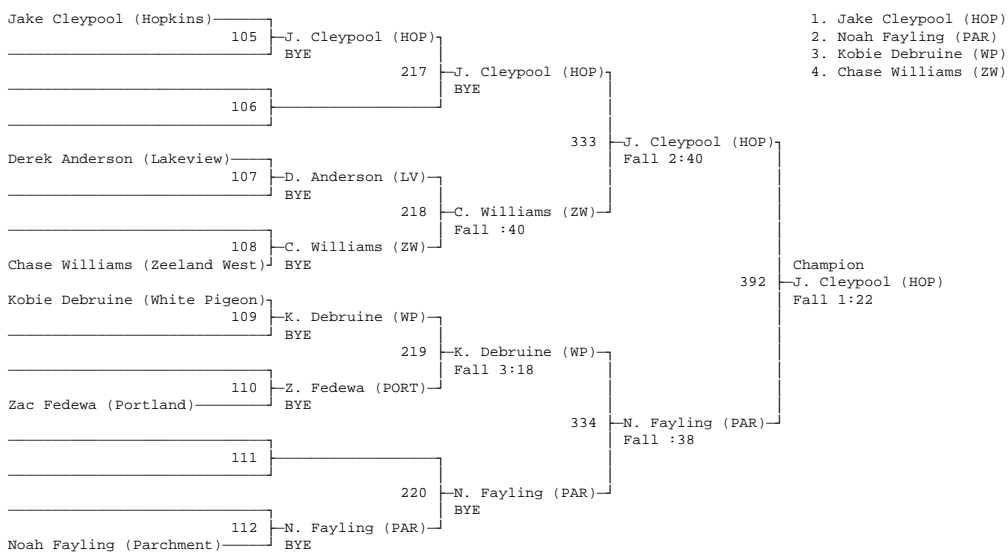 Jake Cleypool (Hopkins) 1. Jake Cleypool (HOP)
105 J. Cleypool (HOP) 2. Noah Fayling (PAR)
BYE 3. Kobie Debruine (WP)
217 J. Cleypool (HOP) 4. Chase Williams (ZW)
BYE
106
333 J. Cleypool (HOP)
Derek Anderson (Lakeview) Fall 2:40
107 D. Anderson (LV)
BYE
218 C. Williams (ZW)
Fall :40
108 C. Williams (ZW)
Chase Williams (Zeeland West) BYE Champion
392 J. Cleypool (HOP)
Kobie Debruine (White Pigeon) Fall 1:22
109 K. Debruine (WP)
BYE
219 K. Debruine (WP)
Fall 3:18
110 Z. Fedewa (PORT)
Zac Fedewa (Portland) BYE
334 N. Fayling (PAR)
Fall :38
111
220 N. Fayling (PAR)
BYE
112 N. Fayling (PAR)
Noah Fayling (Parchment) BYE